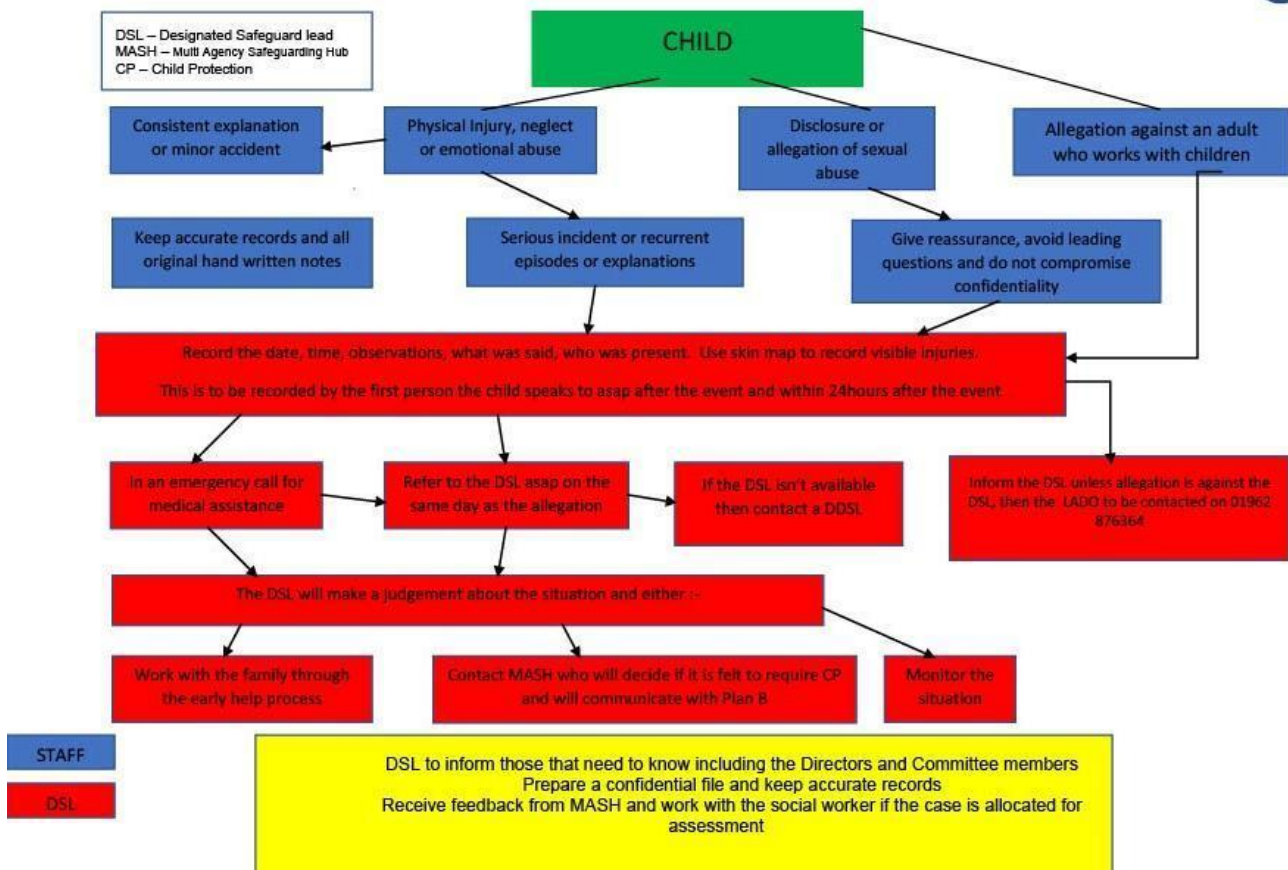 DSL – Designated Safeguard lead
MASH – Multi Agency Safeguarding Hub
CP – Child Protection
CHILD
Consistent explanation
or minor accident
Physical Injury, neglect
or emotional abuse
Disclosure or
allegation of sexual
abuse
Allegation against an adult
who works with children
Keep accurate records and all
original hand written notes
Serious incident or recurrent
episodes or explanations
Give reassurance, avoid leading
questions and do not compromise
confidentiality
Record the date, time, observations, what was said, who was present. Use skin map to record visible injuries.
This is to be recorded by the first person the child speaks to asap after the event and within 24hours after the event
In an emergency call for
medical assistance
Refer to the DSL asap on the
same day as the allegation
If the DSL isn't available
then contact a DDSL
Inform the DSL unless allegation is against the
DSL, then the LADO to be contacted on 01962
876364
The DSL will make a judgement about the situation and either :-
Work with the family through
the early help process
Contact MASH who will decide if it is felt to require CP
and will communicate with Plan B
Monitor the
situation
STAFF
DSL
DSL to inform those that need to know including the Directors and Committee members
Prepare a confidential file and keep accurate records
Receive feedback from MASH and work with the social worker if the case is allocated for
assessment